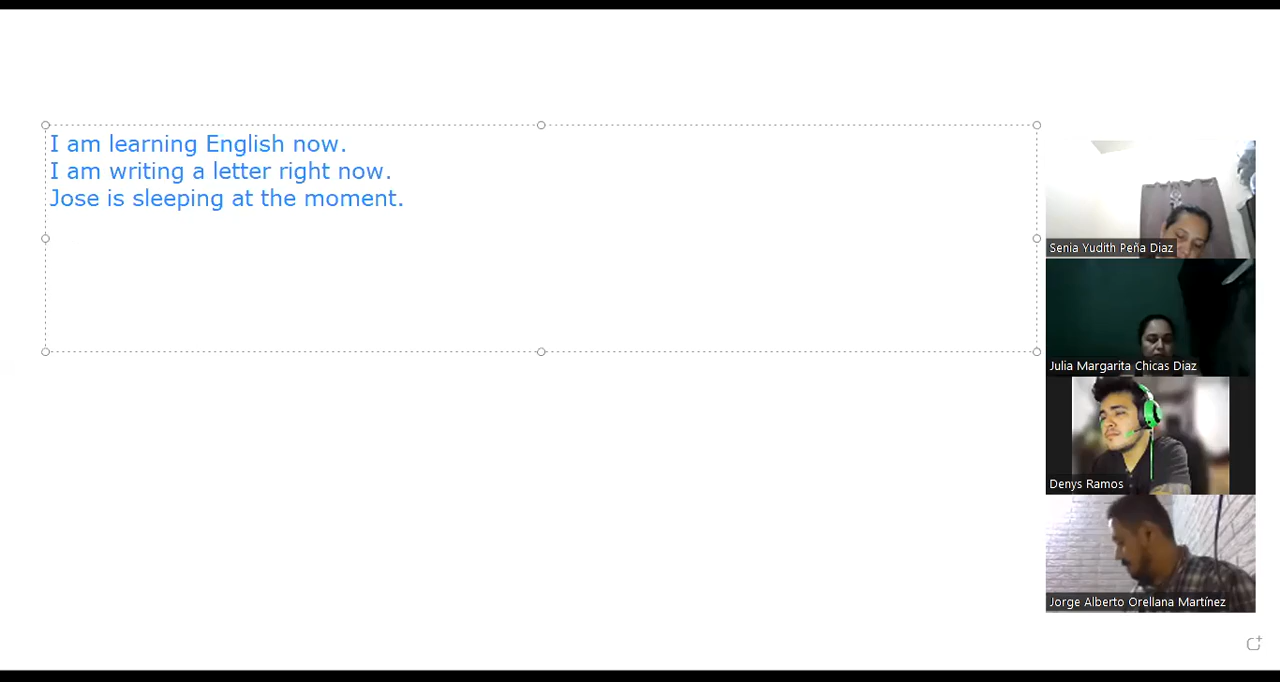 I am learning English now.
I am writing a letter right now.
Jose is sleeping at the moment.
Senia Yudith Peña Diaz
Julia Margarita Chicas Diaz
Denys Ramos
Jorge Alberto Orellana Martínez